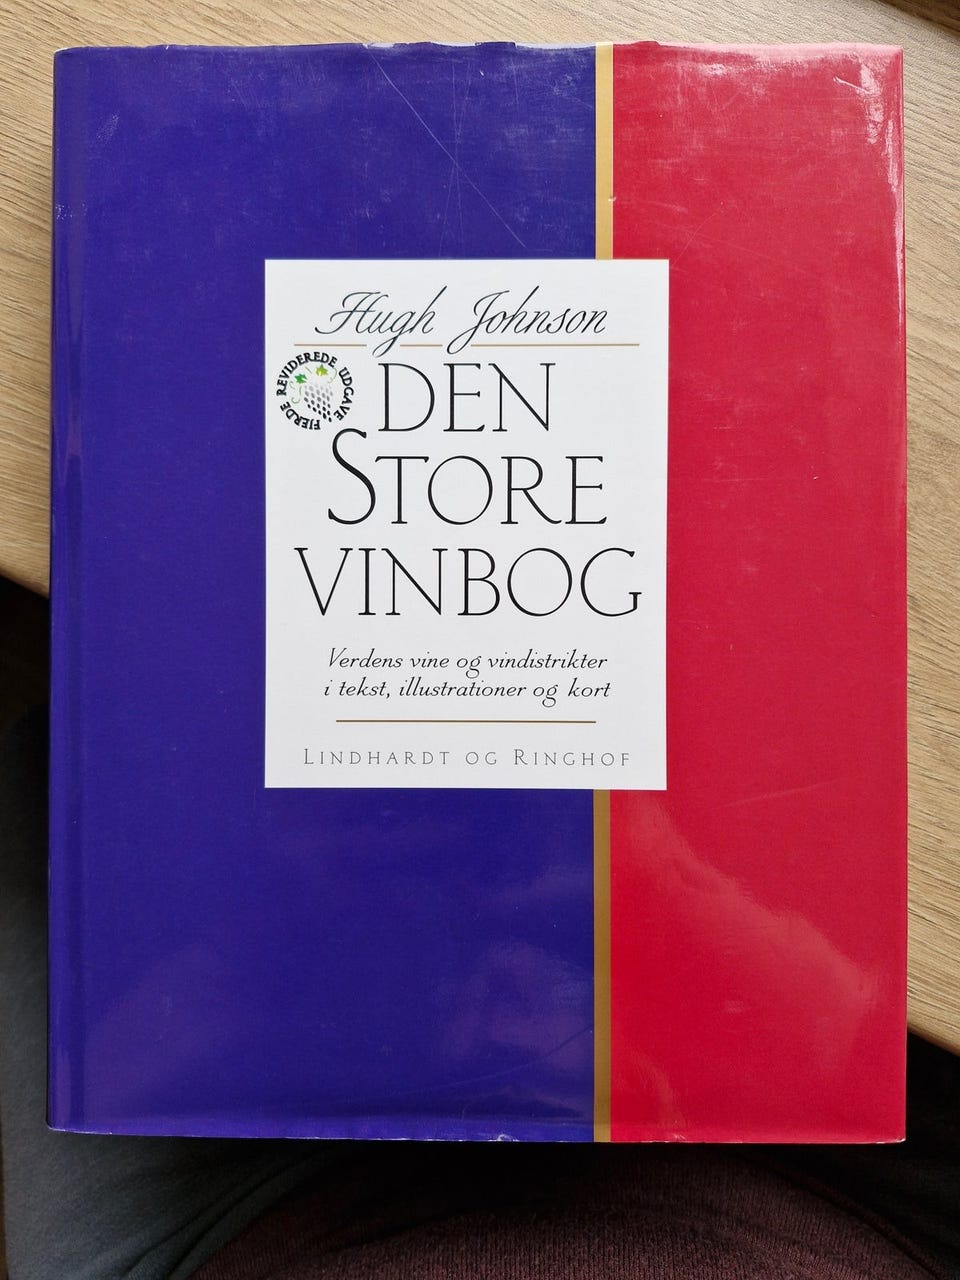 Hugh Johnson
FJERDE REVIDEREDE UDGAVE
DEN
STORE
VINBOG
Verdens vine og vindistrikter
i tekst, illustrationer og kort
LINDHARDT OG RINGHOF